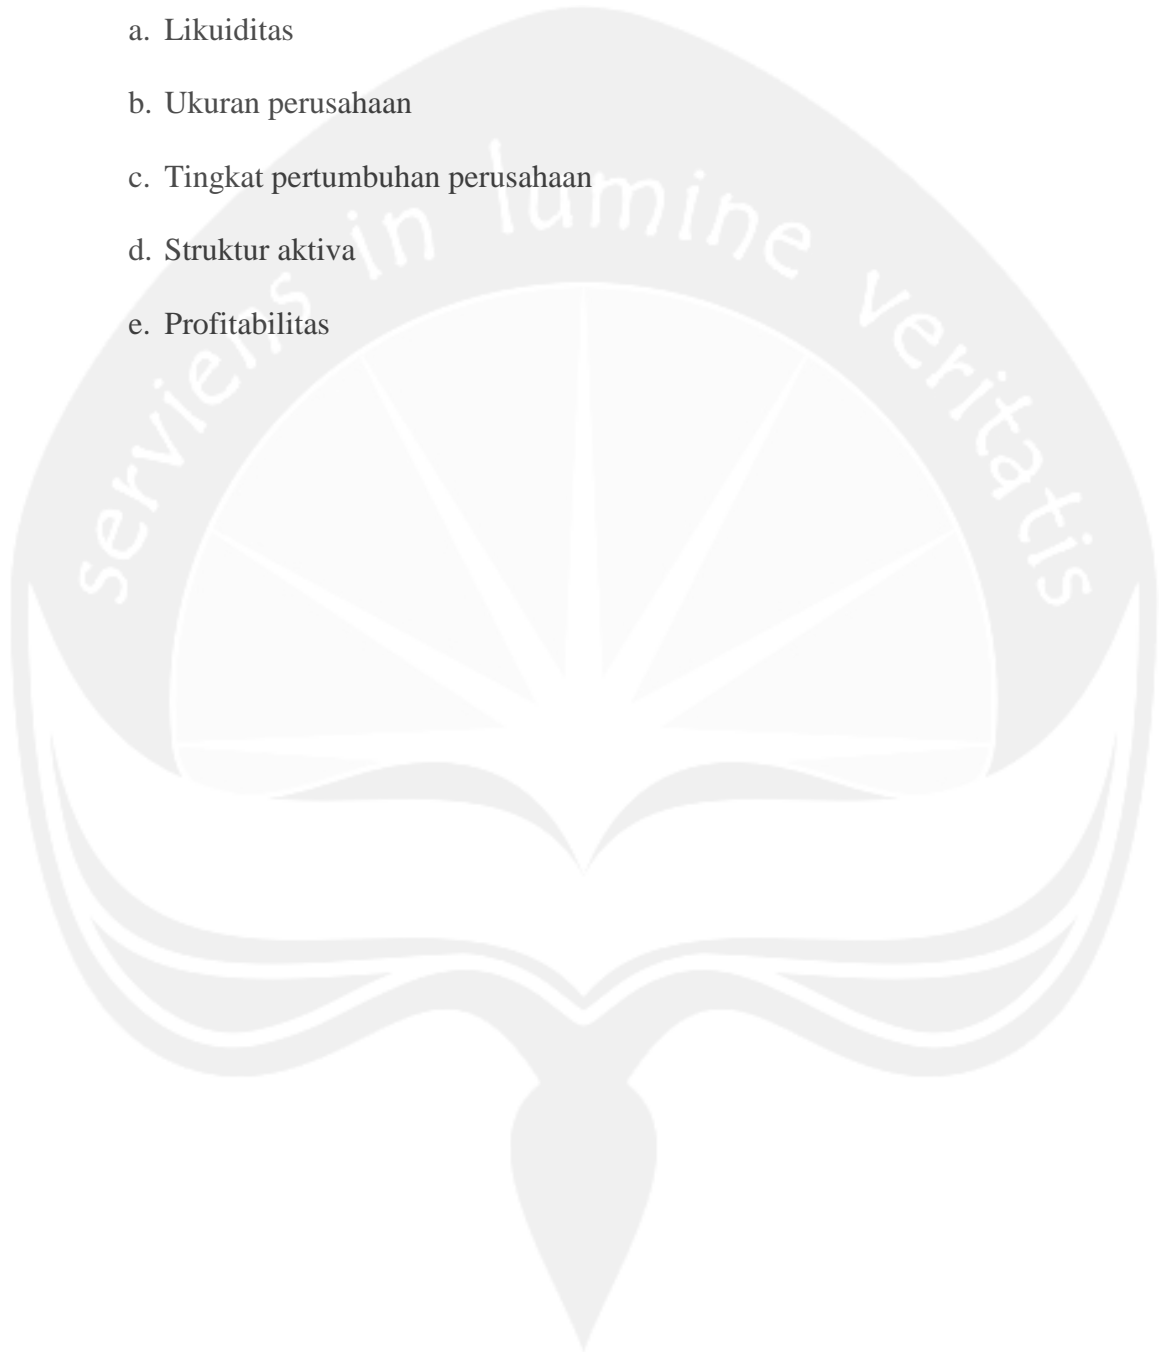 a. Likuiditas
b. Ukuran perusahaan
c. Tingkat pertumbuhan perusahaan
d. Struktur aktiva
e. Profitabilitas
serviens in lumine veritatis